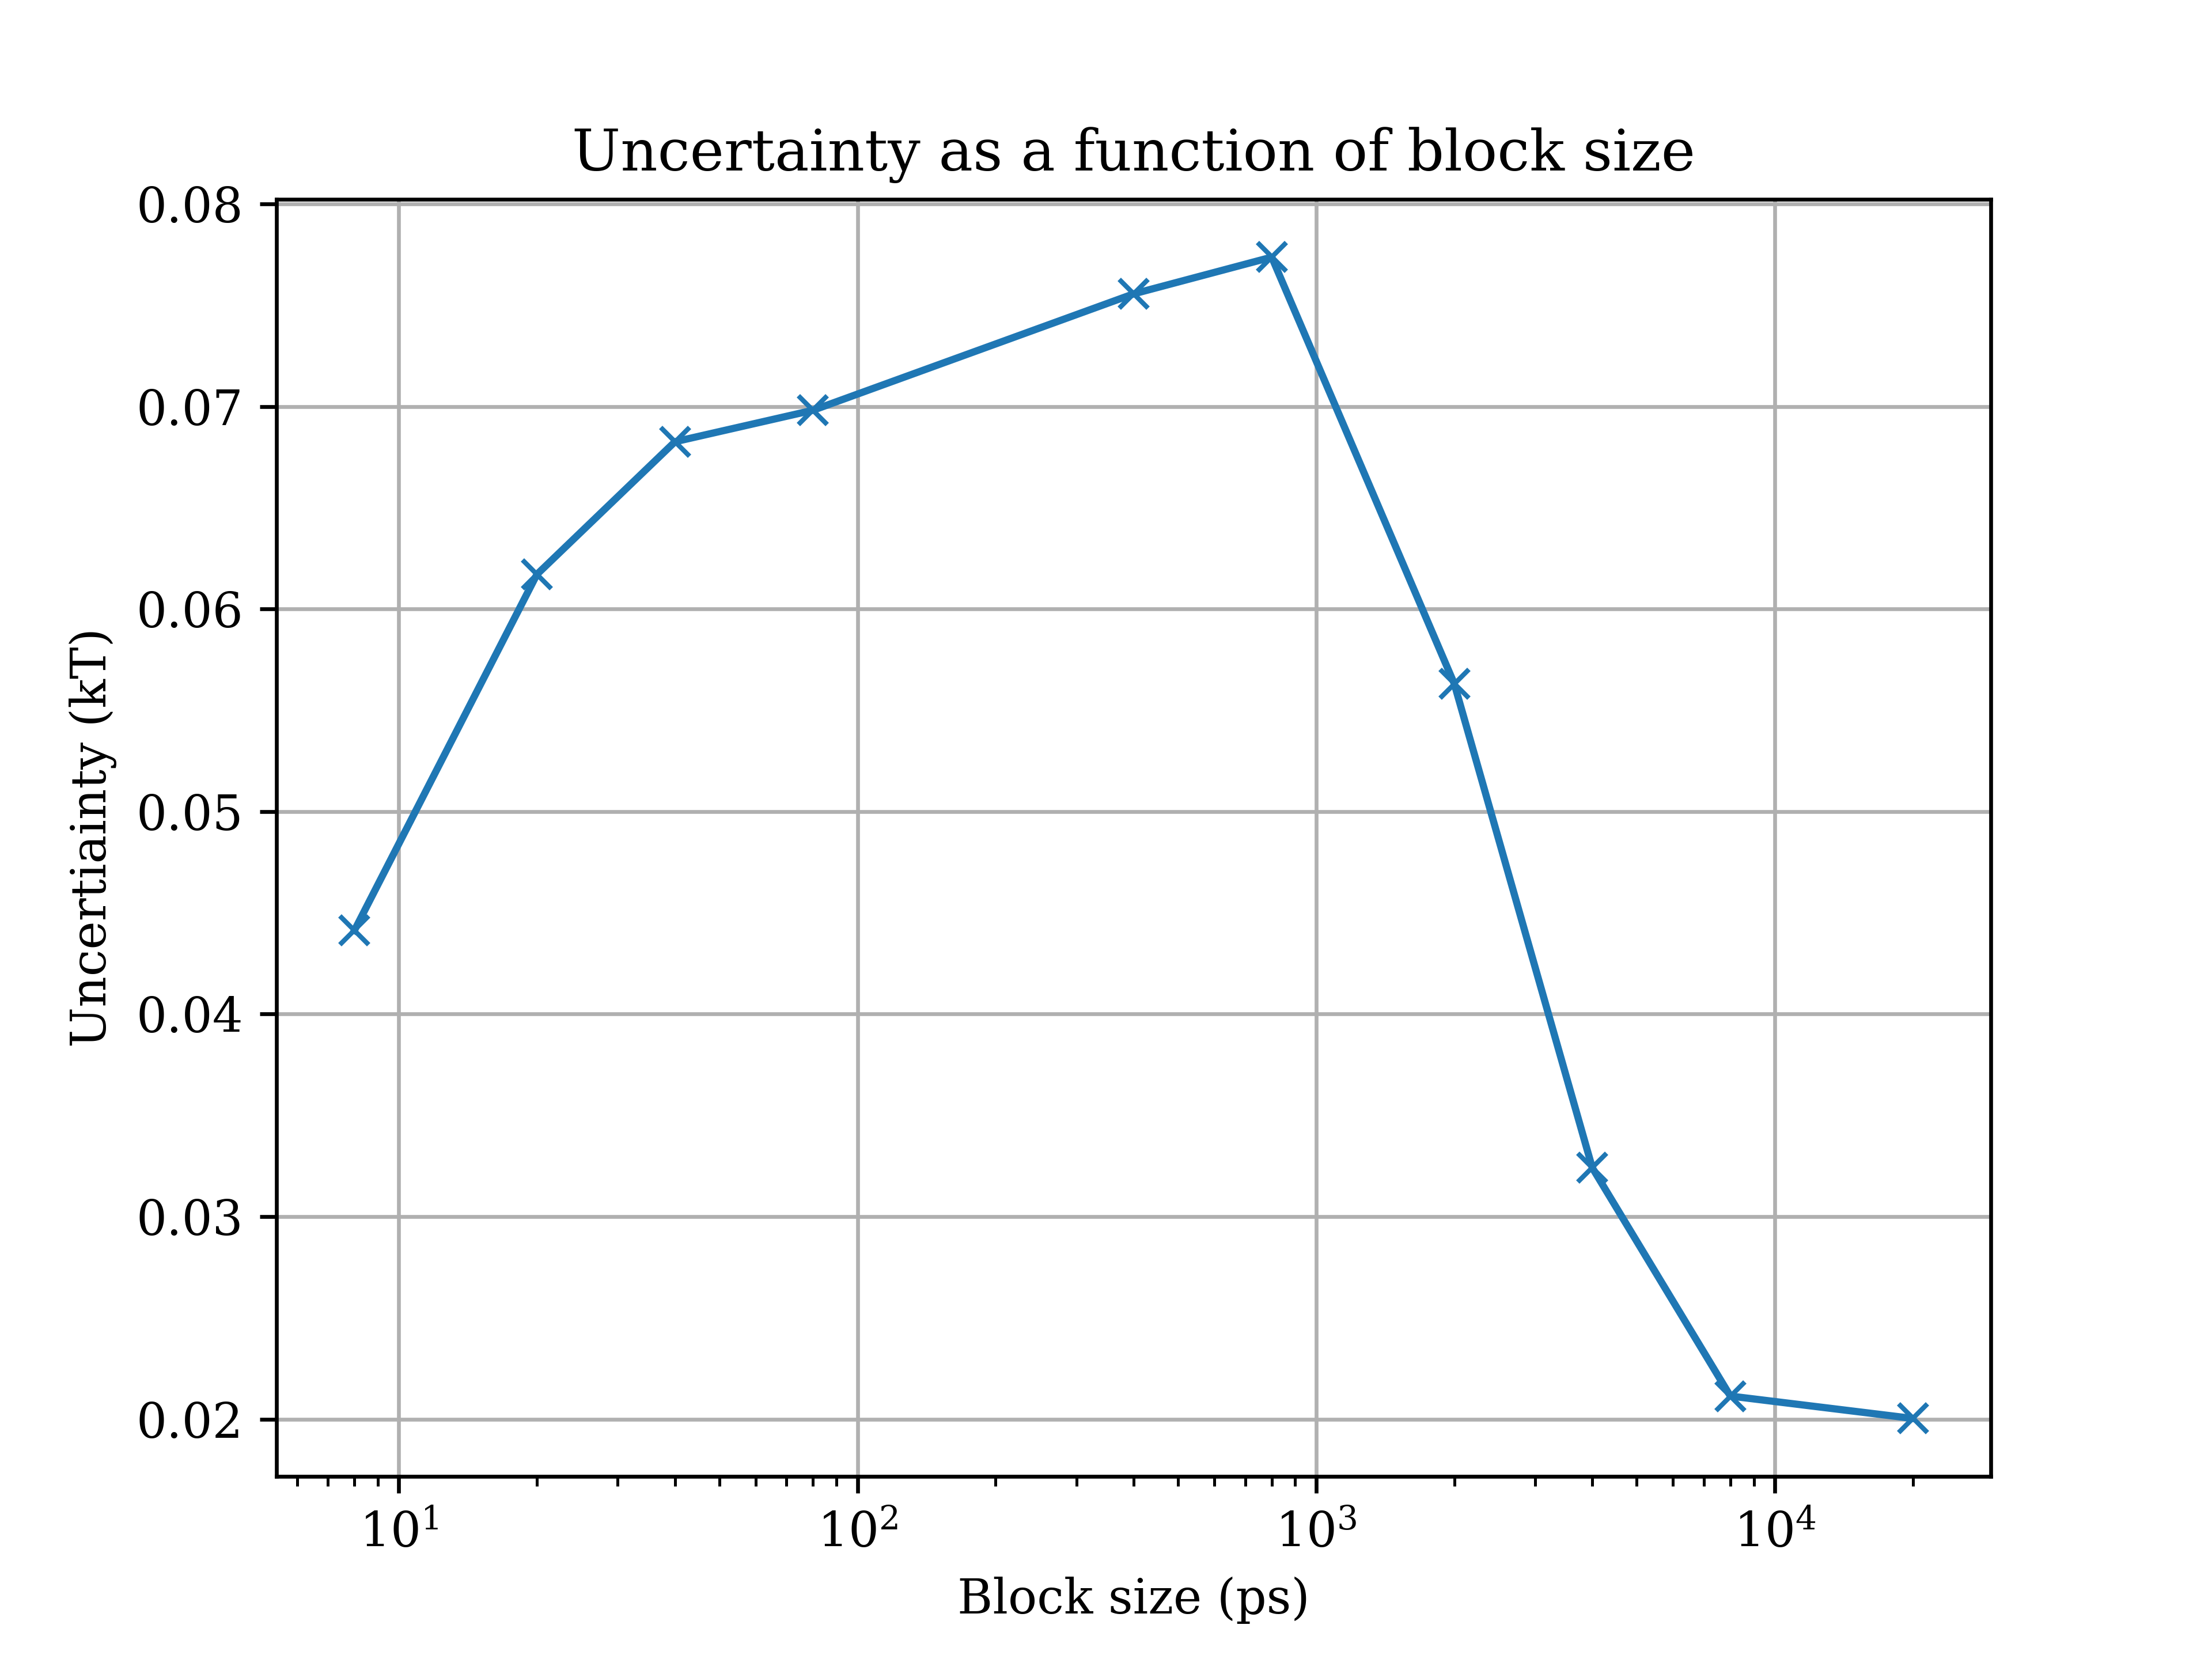 Uncertainty as a function of block size
0.08
0.07
0.06
0.05
0.04
0.03
0.02
Uncertiainty (kT)
10¹ 10² 10³ 10⁴
Block size (ps)